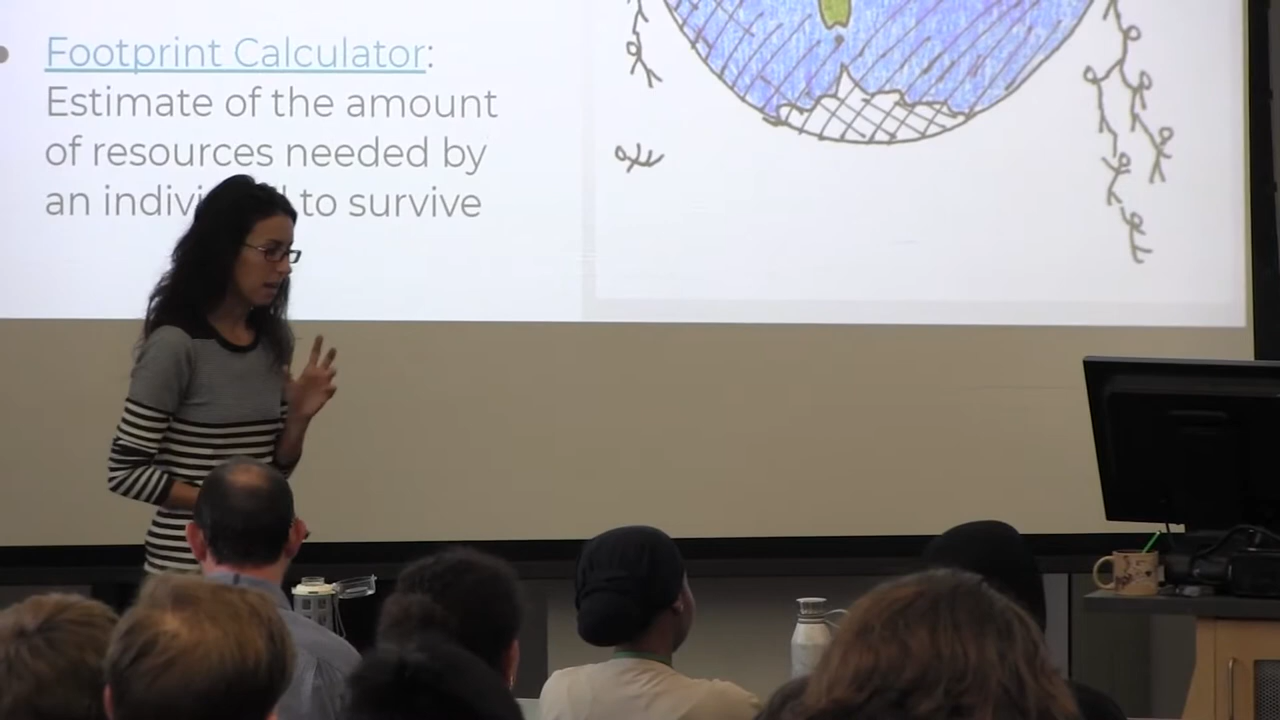 Footprint Calculator:
Estimate of the amount
of resources needed by
an to survive